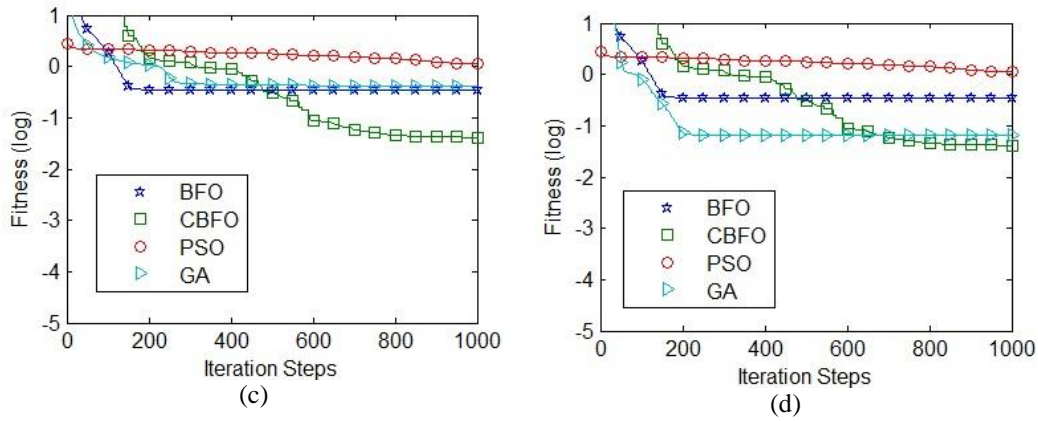 1
0
-1
-2
-1
-4
-5
Fitness (log)
BFO
CBFO
PSO
GA
0 200 400 600 800 1000
Iteration Steps
(c)
1
0
-1
-2
-1
-4
-5
Fitness (log)
BFO
CBFO
PSO
GA
0 200 400 600 800 1000
Iteration Steps
(d)